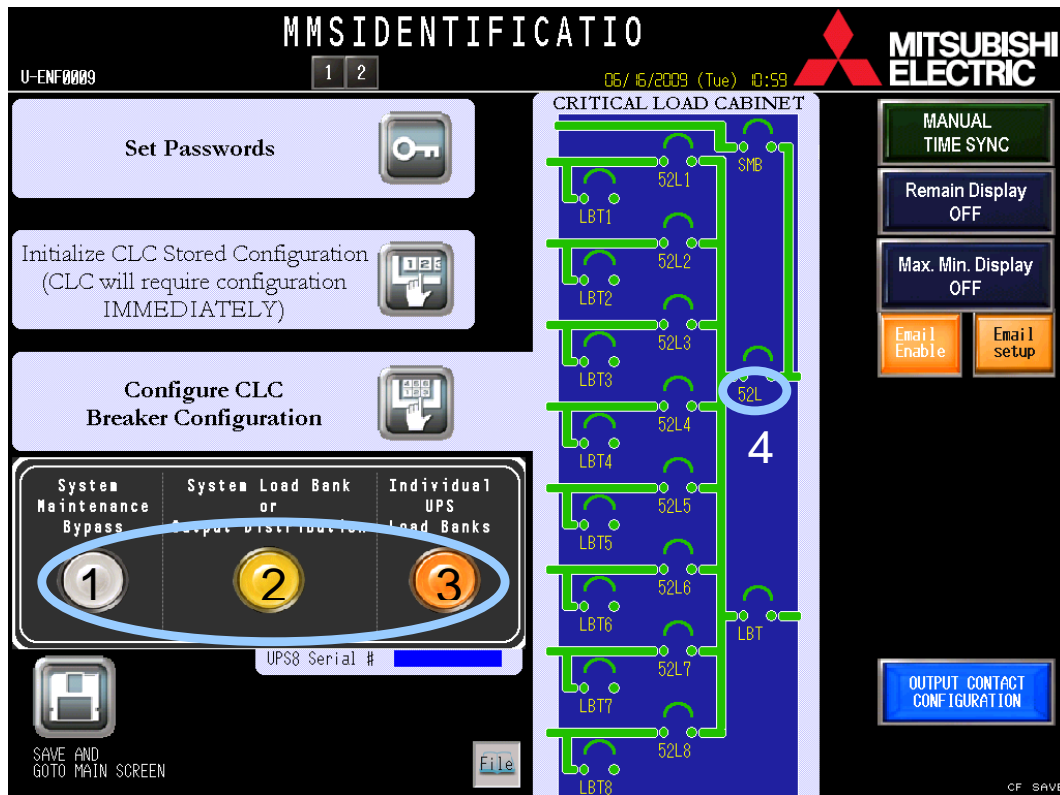 MMSIDENTIFICATIO
MITSUBISHI
ELECTRIC
U-ENF0009
1 2
06/16/2009 (Tue) 10:59
Set Passwords
Initialize CLC Stored Configuration
(CLC will require configuration
IMMEDIATELY)
Configure CLC
Breaker Configuration
System
Maintenance
Bypass
System Load Bank
or
Output Distribution
Individual
UPS
Load Banks
1
2
3
UPS8 Serial #
SAVE AND
GOTO MAIN SCREEN
File
CRITICAL LOAD CABINET
SMB
52L1
LBT1
52L2
LBT2
52L3
LBT3
52L
4
52L4
LBT4
52L5
LBT5
52L6
LBT6
LBT
52L7
LBT7
52L8
LBT8
MANUAL
TIME SYNC
Remain Display
OFF
Max. Min. Display
OFF
Email
Enable
Email
setup
OUTPUT CONTACT
CONFIGURATION
CF SAVE